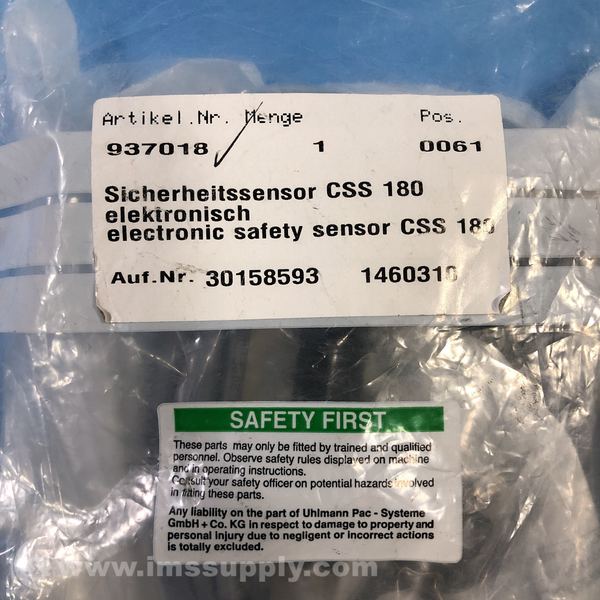 Artikel.Nr. Menge Pos.
937018 1 0061
Sicherheitssensor CSS 180
elektronisch
electronic safety sensor CSS 180
Auf.Nr. 30158593 1460316
SAFETY FIRST
These parts may only be fitted by trained and qualified
personnel. Observe safety rules displayed on machine
and in operating instructions.
Consult your safety officer on potential hazards involved
in fitting these parts.
Any liability on the part of Uhlmann Pac - Systeme
GmbH + Co. KG in respect to damage to property and
personal injury due to negligent or incorrect actions
is totally excluded.
www.imssupply.com